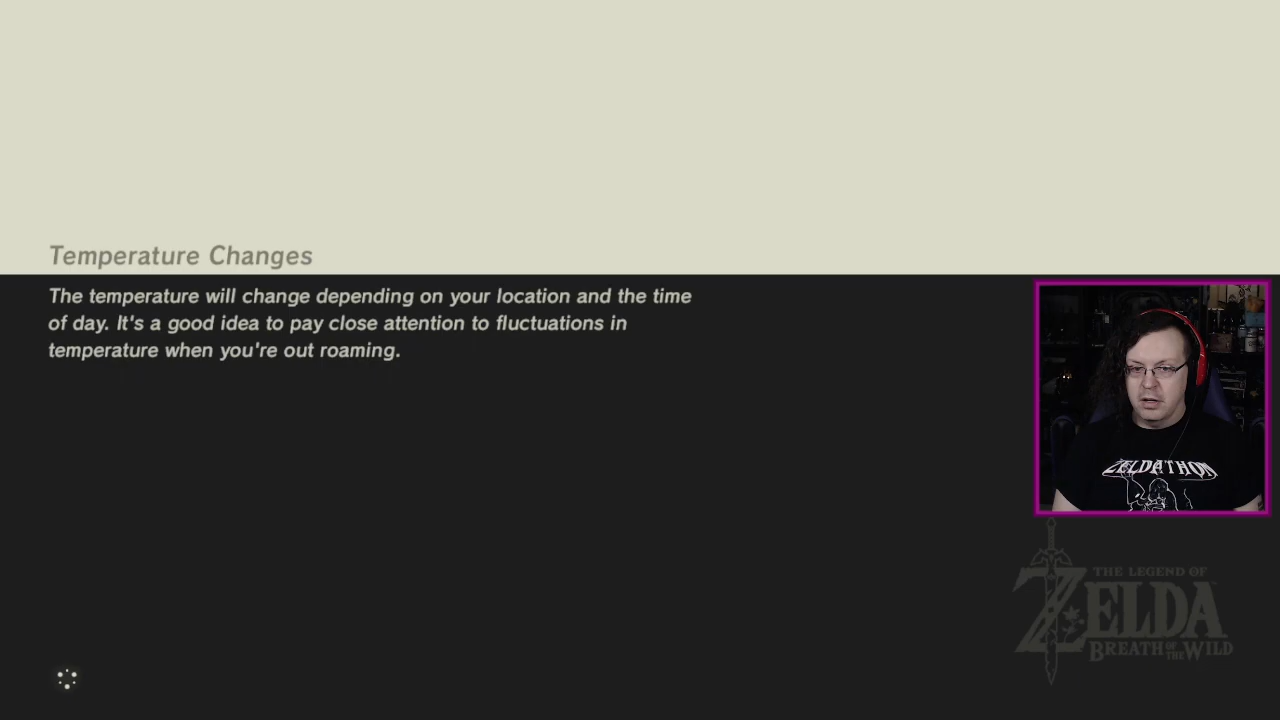 Temperature Changes
The temperature will change depending on your location and the time
of day. It's a good idea to pay close attention to fluctuations in
temperature when you're out roaming.
ZELDATHON
THE LEGEND OF
ZELDA
BREATH OF THE WILD